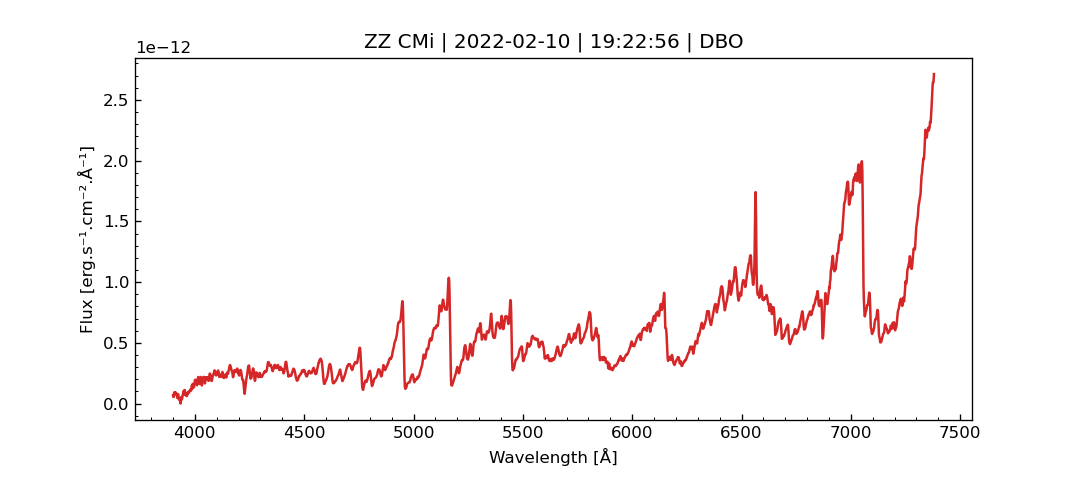 ZZ CMi | 2022-02-10 | 19:22:56 | DBO
1e−12
2.5
2.0
1.5
1.0
0.5
0.0
Flux [erg.s⁻¹.cm⁻².Å⁻¹]
4000 4500 5000 5500 6000 6500 7000 7500
Wavelength [Å]